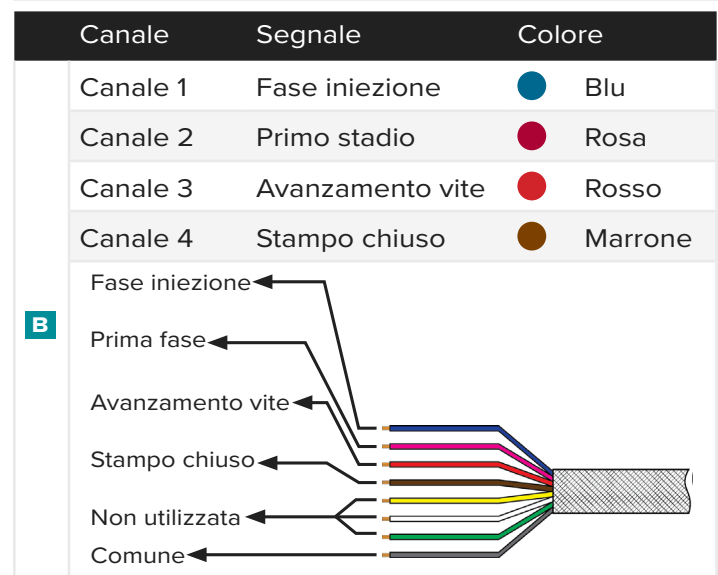 Canale Segnale Colore
Canale 1 Fase iniezione Blu
Canale 2 Primo stadio Rosa
Canale 3 Avanzamento vite Rosso
Canale 4 Stampo chiuso Marrone
B
Fase iniezione
Prima fase
Avanzamento vite
Stampo chiuso
Non utilizzata
Comune